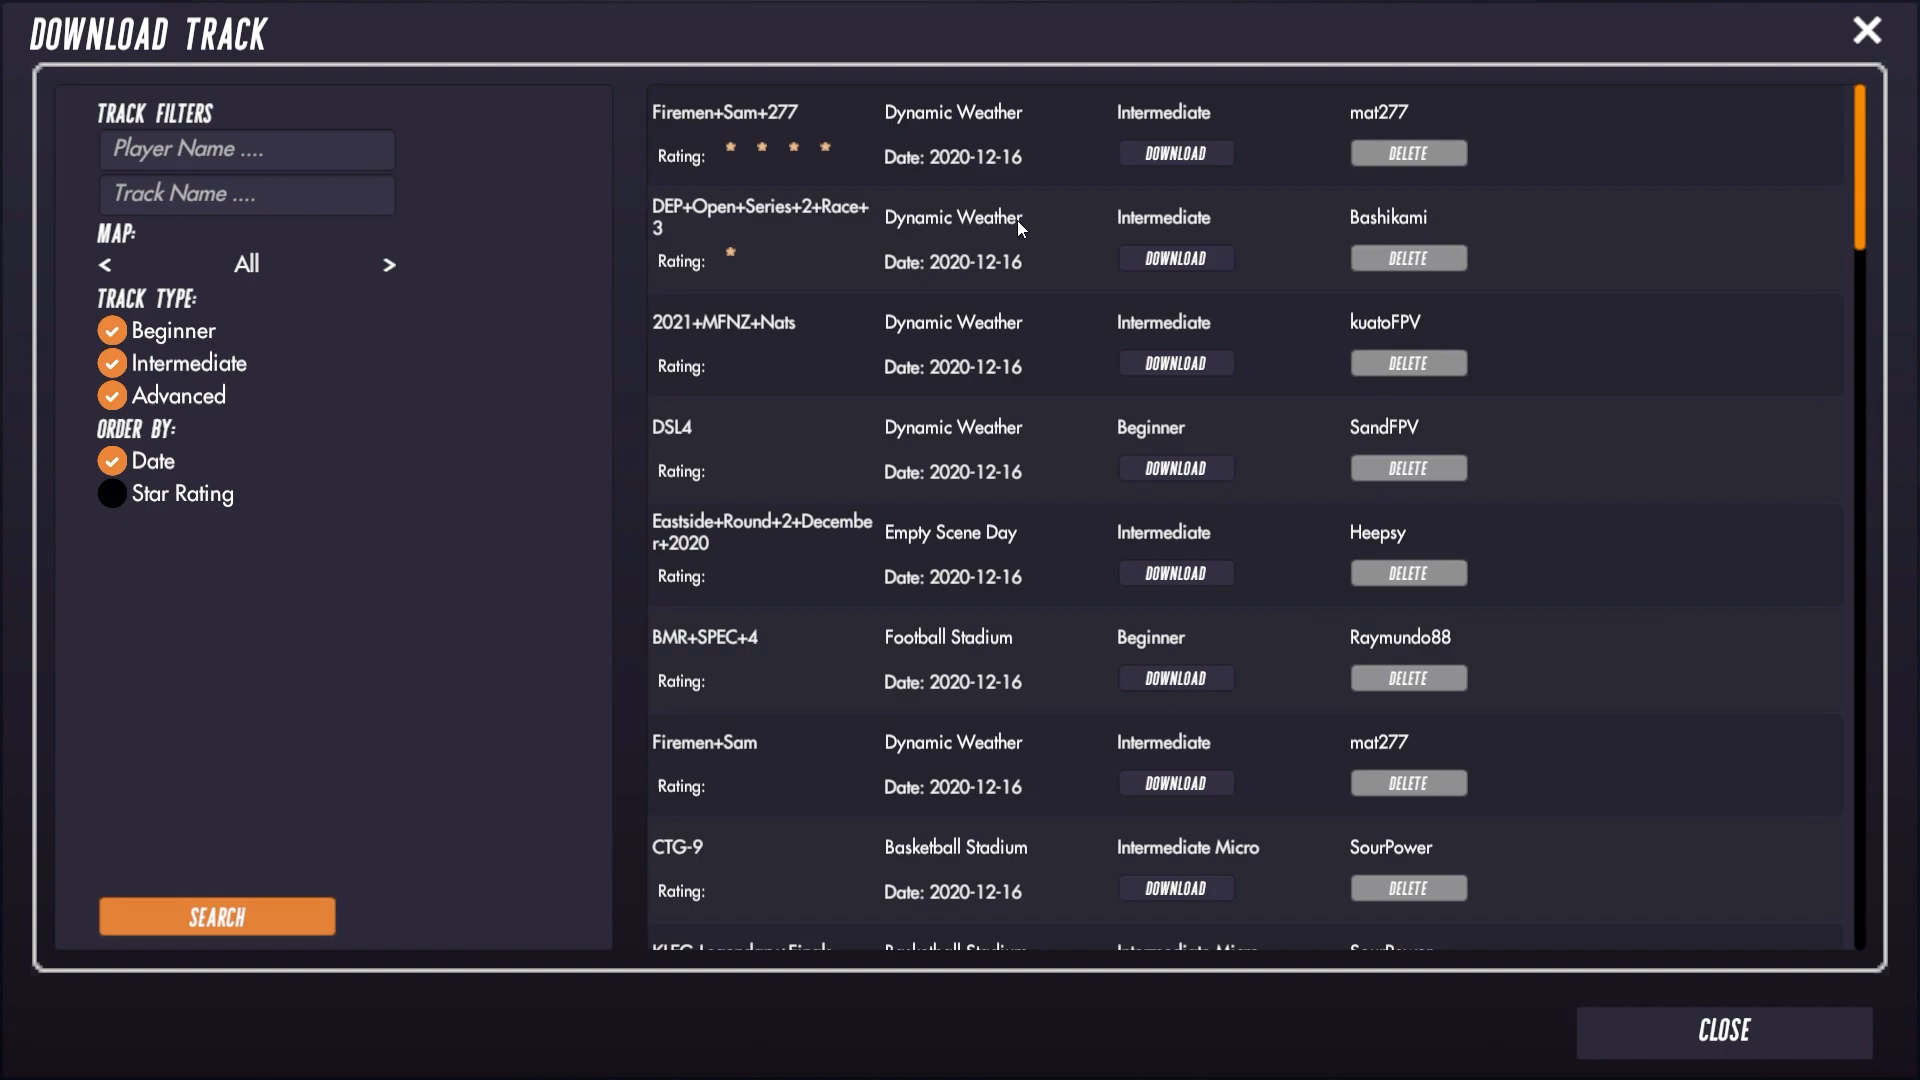 DOWNLOAD TRACK
TRACK FILTERS
Player Name ....
Track Name ....
MAP:
< All >
TRACK TYPE:
Beginner
Intermediate
Advanced
ORDER BY:
Date
Star Rating
SEARCH
Firemen+Sam+277 Dynamic Weather Intermediate mat277
Rating: Date: 2020-12-16 DOWNLOAD DELETE
DEP+Open+Series+2+Race+
3 Dynamic Weather Intermediate Bashikami
Rating: Date: 2020-12-16 DOWNLOAD DELETE
2021+MFNZ+Nats Dynamic Weather Intermediate kuatoFPV
Rating: Date: 2020-12-16 DOWNLOAD DELETE
DSL4 Dynamic Weather Beginner SandFPV
Rating: Date: 2020-12-16 DOWNLOAD DELETE
Eastside+Round+2+Decembe
r+2020 Empty Scene Day Intermediate Heepsy
Rating: Date: 2020-12-16 DOWNLOAD DELETE
BMR+SPEC+4 Football Stadium Beginner Raymundo88
Rating: Date: 2020-12-16 DOWNLOAD DELETE
Firemen+Sam Dynamic Weather Intermediate mat277
Rating: Date: 2020-12-16 DOWNLOAD DELETE
CTG-9 Basketball Stadium Intermediate Micro SourPower
Rating: Date: 2020-12-16 DOWNLOAD DELETE
Basketball Stadium Intermediate Micro SourPower
CLOSE